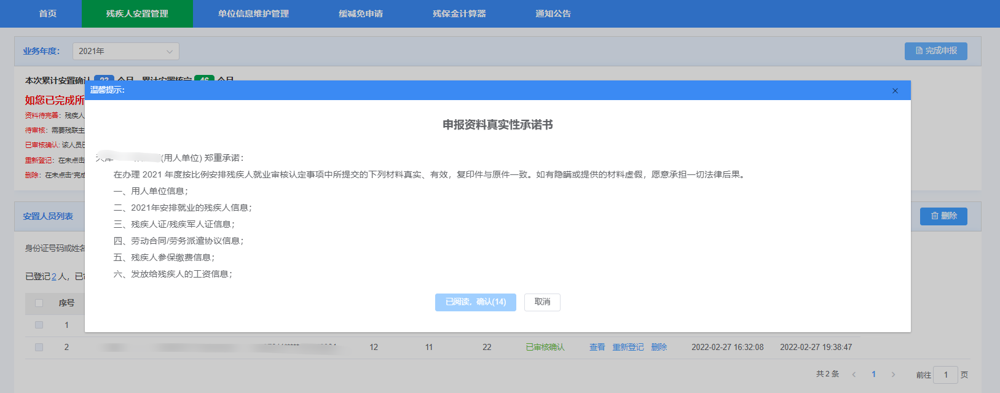 首页 残疾人安置管理 单位信息维护管理 缓减免申请 残保金计算器 通知公告
业务年度： 2021年 完成申报
本次累计安置确认 23 个月，累计安置核定 46 个月
温馨提示：
如您已完成所
申报资料真实性承诺书
资料待完善：残疾人
待审核：需要残联主
已审核确认: 该人员已
(用人单位) 郑重承诺：
重新登记：在未点击
删除：在未点击"完成
在办理 2021 年度按比例安排残疾人就业审核认定事项中所提交的下列材料真实、有效，复印件与原件一致。如有隐瞒或提供的材料虚假，愿意承担一切法律后果。
一、用人单位信息；
二、2021年安排就业的残疾人信息；
三、残疾人证/残疾军人证信息；
四、劳动合同/劳务派遣协议信息；
五、残疾人参保缴费信息；
六、发放给残疾人的工资信息；
安置人员列表 删除
身份证号码或姓名
已登记2人，已
已阅读，确认(14) 取消
序号
1
2 12 11 22 已审核确认 查看 重新登记 删除 2022-02-27 16:32:08 2022-02-27 19:38:47
共 2 条 1 前往 1 页